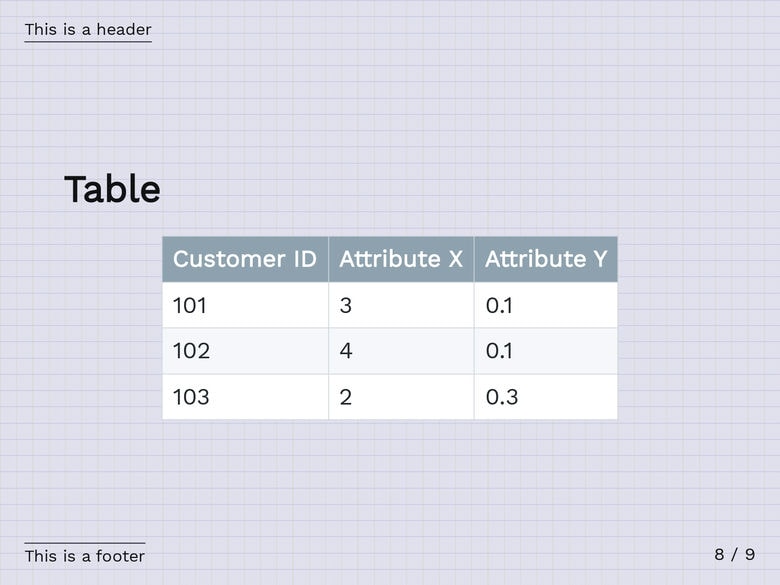 This is a header
Table
Customer ID Attribute X Attribute Y
101 3 0.1
102 4 0.1
103 2 0.3
This is a footer
8 / 9